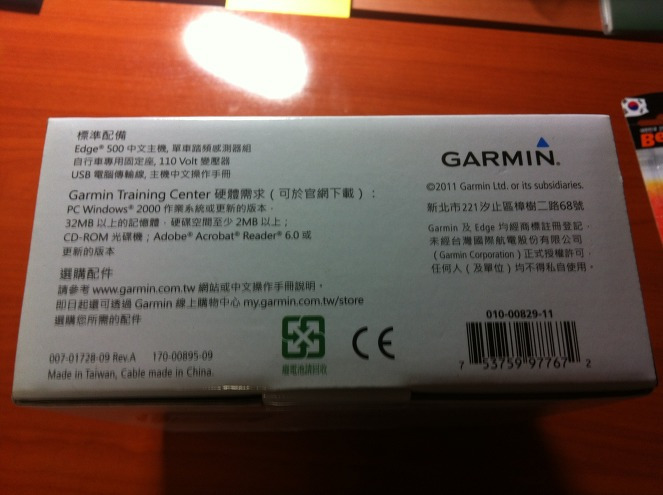 標準配備
Edge® 500 中文主機, 單車踏頻感測器組
自行車專用固定座, 110 Volt 變壓器
USB 電腦傳輸線, 主機中文操作手冊
Garmin Training Center 硬體需求（可於官網下載）：
PC Windows® 2000 作業系統或更新的版本．
32MB 以上的記憶體，硬碟空間至少 2MB 以上；
CD-ROM 光碟機；Adobe® Acrobat® Reader® 6.0 或
更新的版本
選購配件
請參考 www.garmin.com.tw 網站或中文操作手冊說明，
即日起還可透過 Garmin 線上購物中心 my.garmin.com.tw/store
選購您所需的配件
007-01728-09 Rev.A 170-00895-09
Made in Taiwan, Cable made in China.
廢電池請回收
CE
GARMIN.
©2011 Garmin Ltd. or its subsidiaries.
新北市221汐止區樟樹二路68號
Garmin 及 Edge 均經商標註冊登記，
未經台灣國際航電股份有限公司
（Garmin Corporation）正式授權許可，
任何人（及單位）均不得私自使用。
010-00829-11
7 53759 97767 2